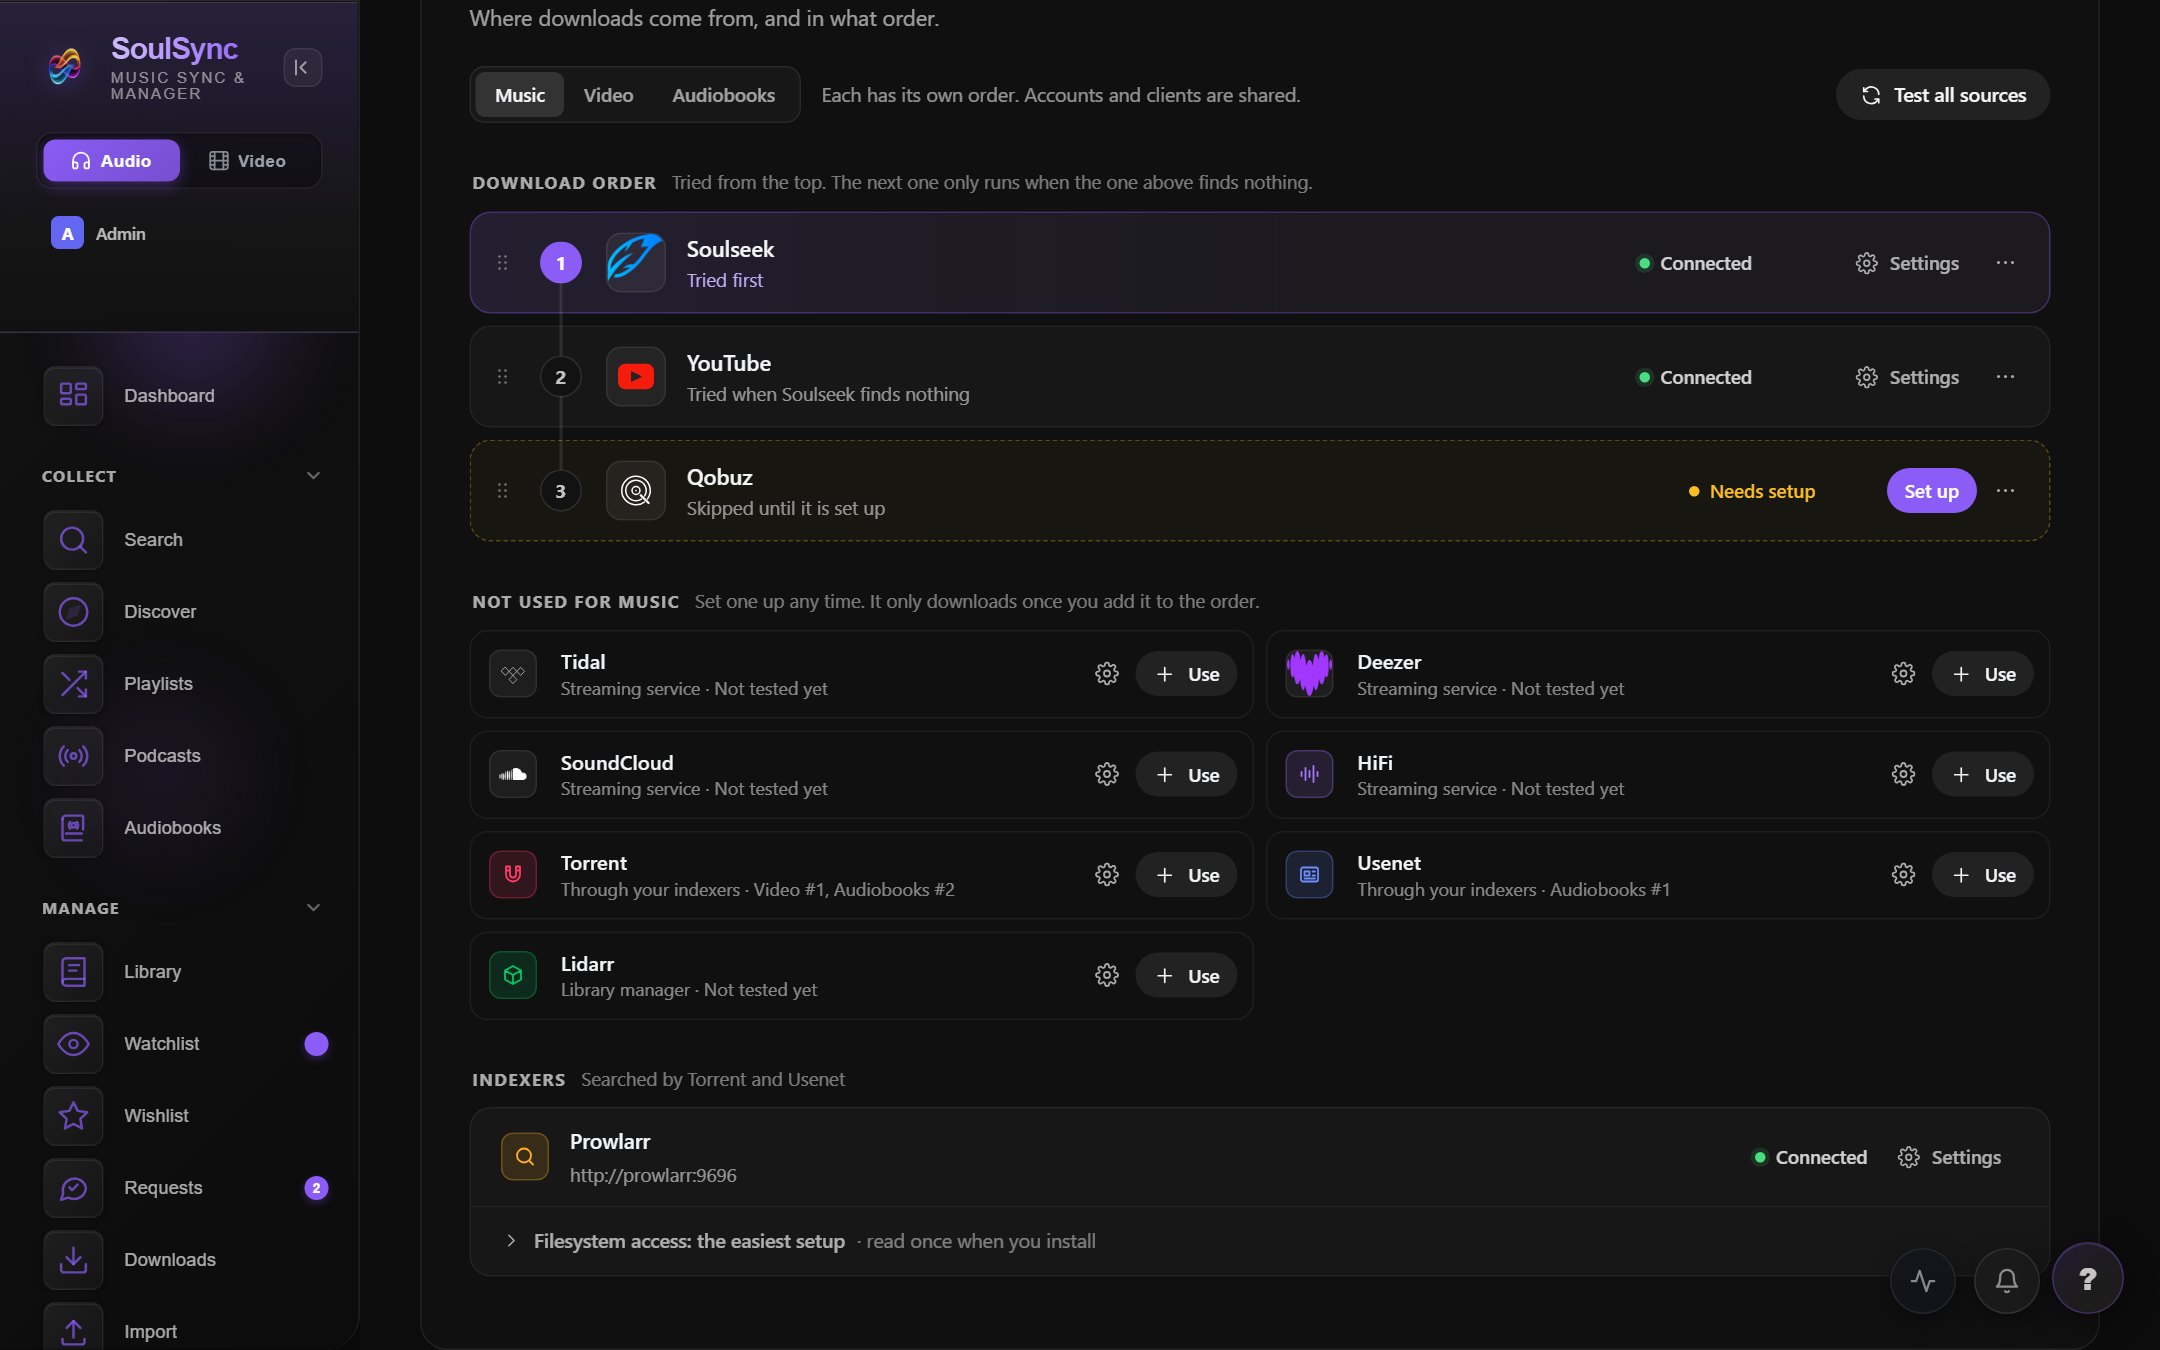 SoulSync
MUSIC SYNC &
MANAGER
Audio
Video
A
Admin
Dashboard
COLLECT
Search
Discover
Playlists
Podcasts
Audiobooks
MANAGE
Library
Watchlist
Wishlist
Requests
2
Downloads
Import
Where downloads come from, and in what order.
Music
Video
Audiobooks
Each has its own order. Accounts and clients are shared.
Test all sources
DOWNLOAD ORDER Tried from the top. The next one only runs when the one above finds nothing.
1
Soulseek
Tried first
Connected
Settings
2
YouTube
Tried when Soulseek finds nothing
Connected
Settings
3
Qobuz
Skipped until it is set up
Needs setup
Set up
NOT USED FOR MUSIC Set one up any time. It only downloads once you add it to the order.
Tidal
Streaming service · Not tested yet
Use
Deezer
Streaming service · Not tested yet
Use
SoundCloud
Streaming service · Not tested yet
Use
HiFi
Streaming service · Not tested yet
Use
Torrent
Through your indexers · Video #1, Audiobooks #2
Use
Usenet
Through your indexers · Audiobooks #1
Use
Lidarr
Library manager · Not tested yet
Use
INDEXERS Searched by Torrent and Usenet
Prowlarr
http://prowlarr:9696
Connected
Settings
Filesystem access: the easiest setup · read once when you install
?